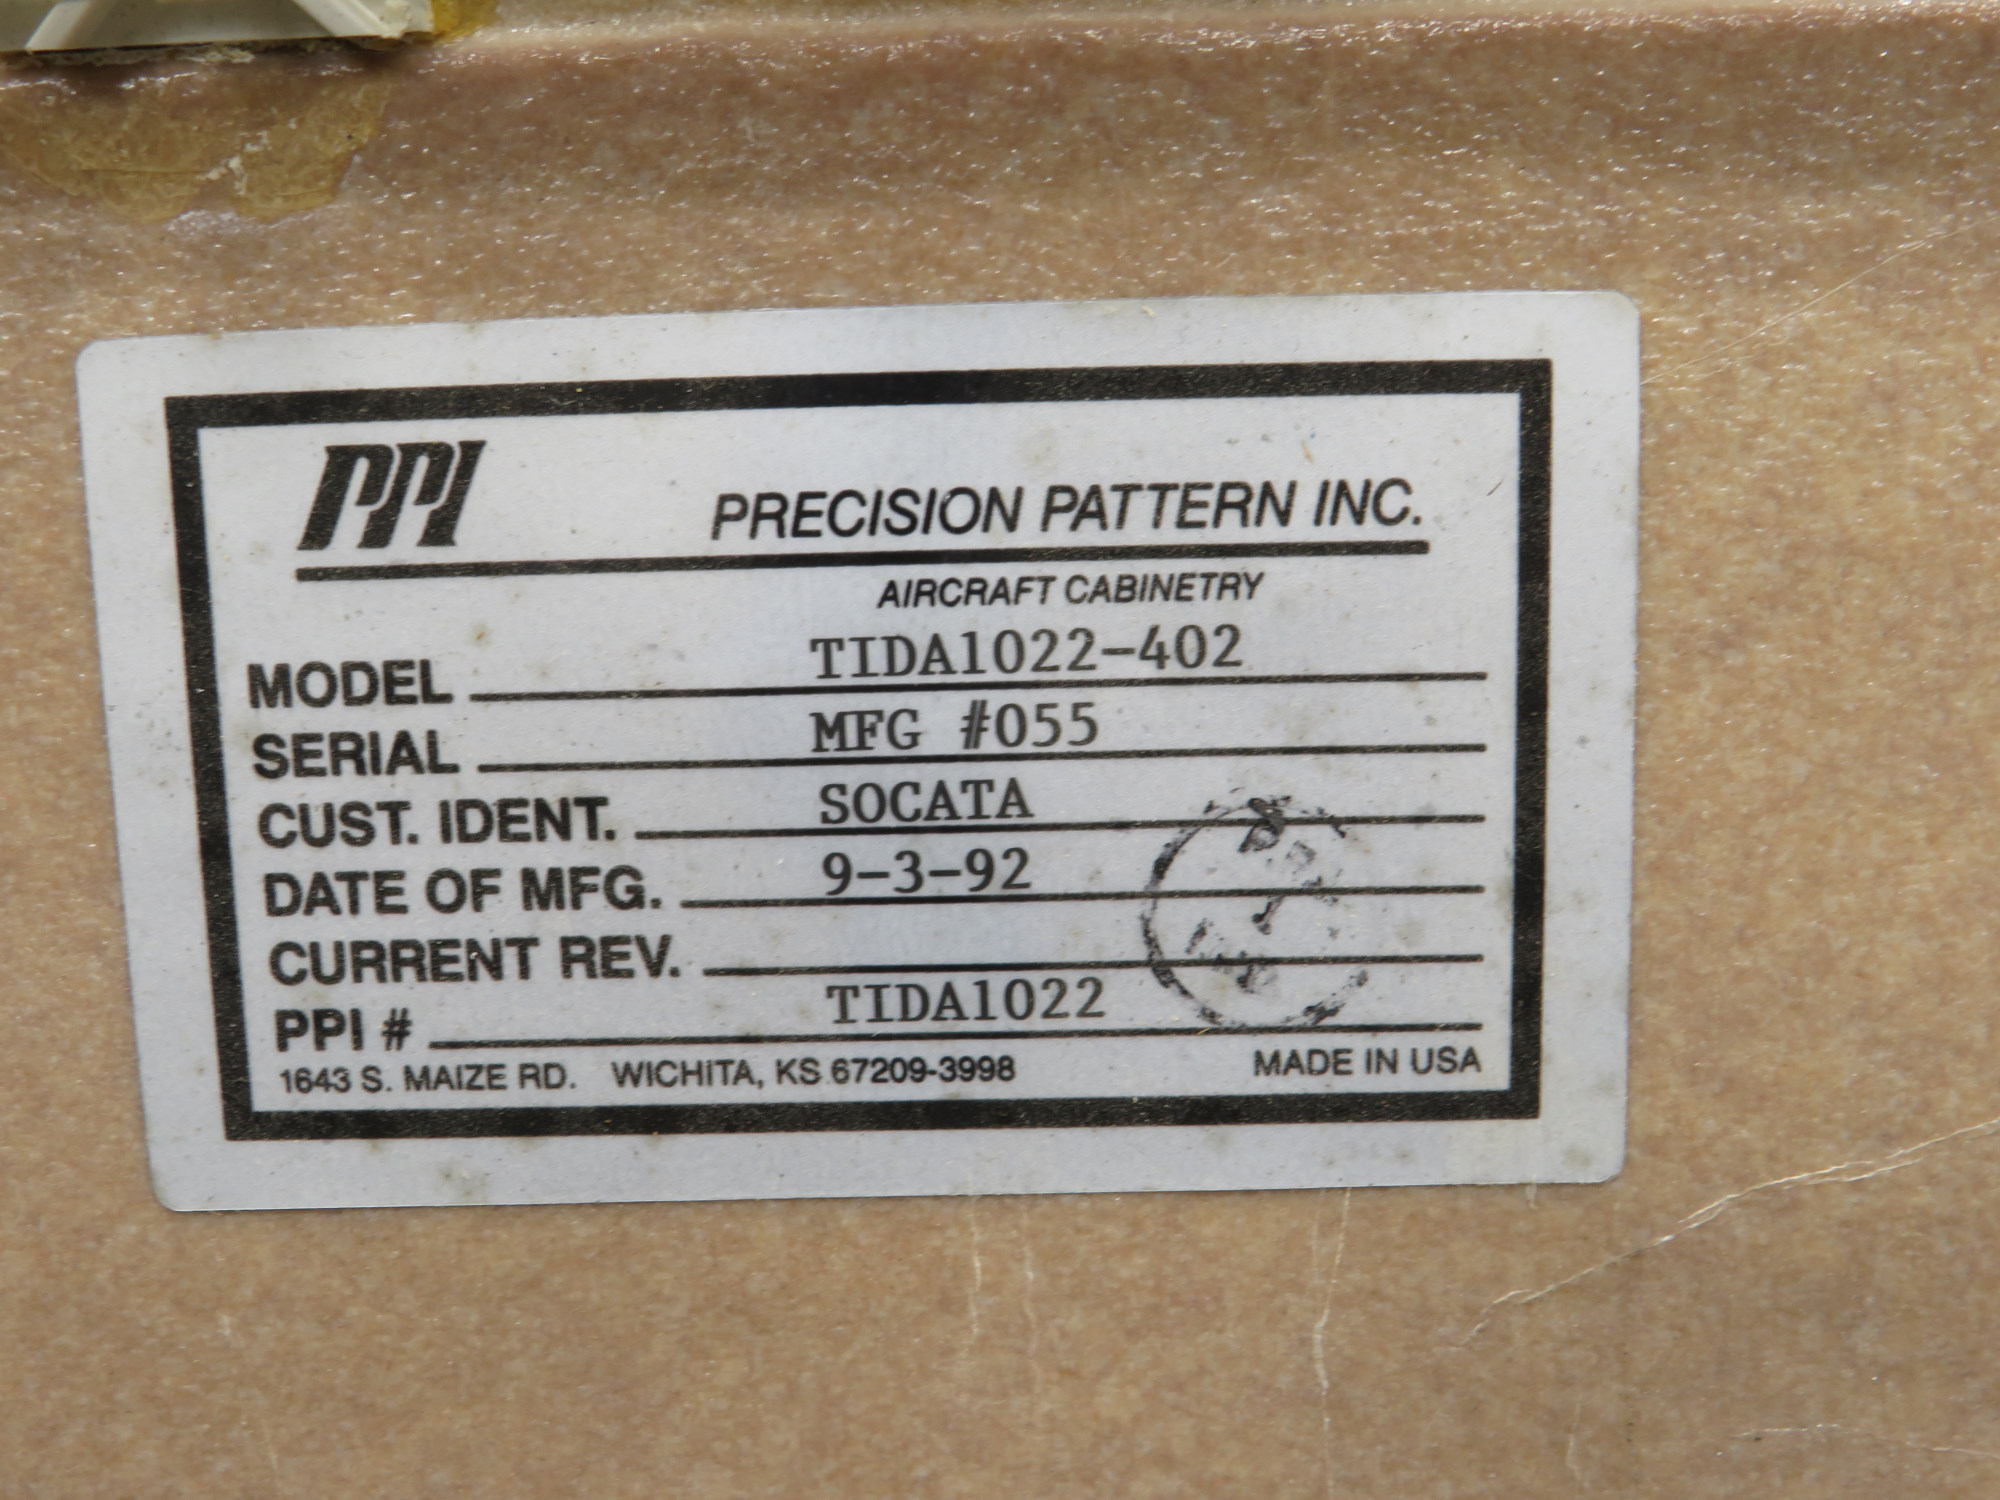 PPI
PRECISION PATTERN INC.
AIRCRAFT CABINETRY
MODEL TIDA1022-402
SERIAL MFG #055
CUST. IDENT. SOCATA
DATE OF MFG. 9-3-92
CURRENT REV.
PPI # TIDA1022
1643 S. MAIZE RD. WICHITA, KS 67209-3998 MADE IN USA